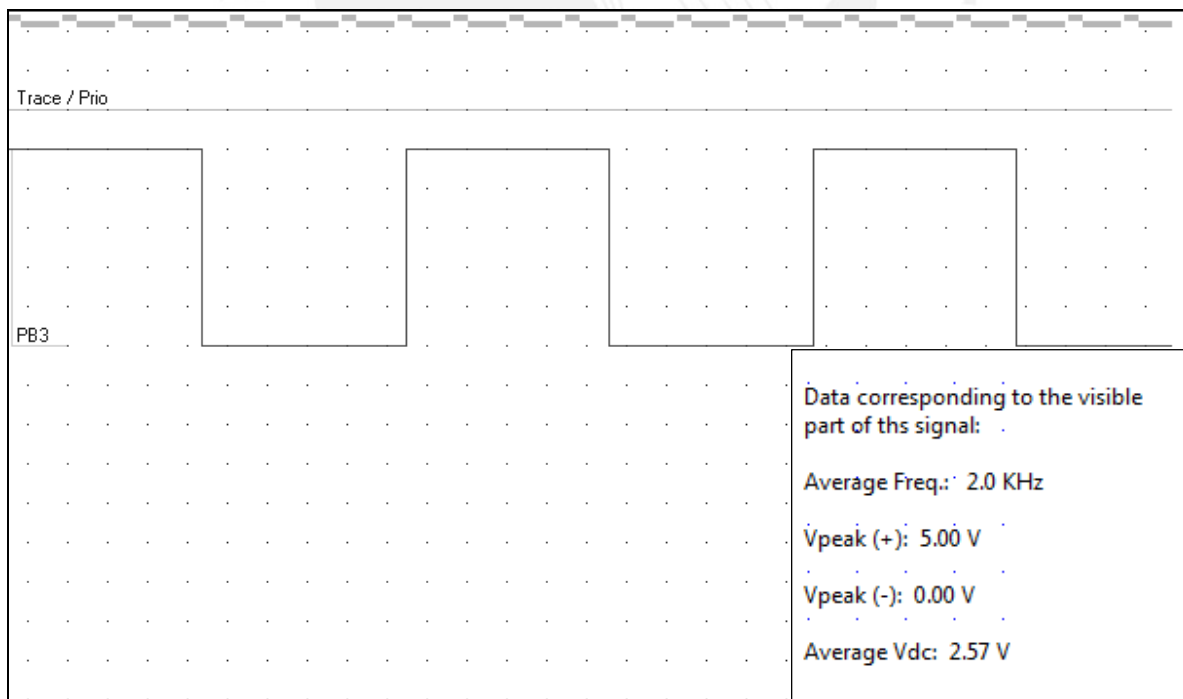 Trace / Prio
PB3
Data corresponding to the visible
part of ths signal:
Average Freq.: 2.0 KHz
Vpeak (+): 5.00 V
Vpeak (-): 0.00 V
Average Vdc: 2.57 V